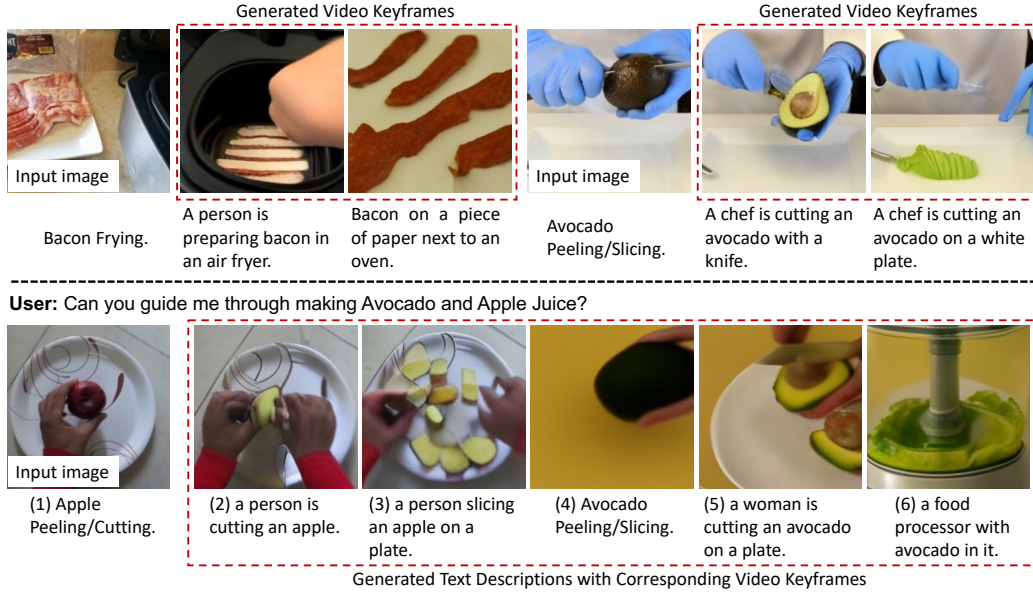 Generated Video Keyframes
Generated Video Keyframes
Input image
Input image
Bacon Frying.
A person is
preparing bacon in
an air fryer.
Bacon on a piece
of paper next to an
oven.
Avocado
Peeling/Slicing.
A chef is cutting an
avocado with a
knife.
A chef is cutting an
avocado on a white
plate.
User: Can you guide me through making Avocado and Apple Juice?
Input image
(1) Apple
Peeling/Cutting.
(2) a person is
cutting an apple.
(3) a person slicing
an apple on a
plate.
(4) Avocado
Peeling/Slicing.
(5) a woman is
cutting an avocado
on a plate.
(6) a food
processor with
avocado in it.
Generated Text Descriptions with Corresponding Video Keyframes